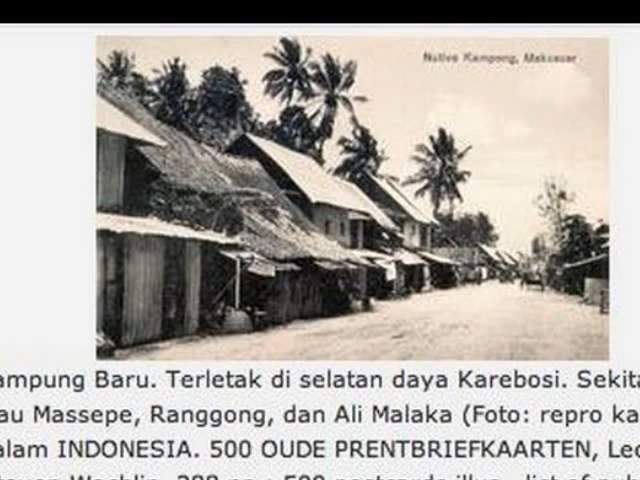 Native Kampong, Makassar
ampung Baru. Terletak di selatan daya Karebosi. Sekita
au Massepe, Ranggong, dan Ali Malaka (Foto: repro ka
alam INDONESIA. 500 OUDE PRENTBRIEFKAARTEN, Leo